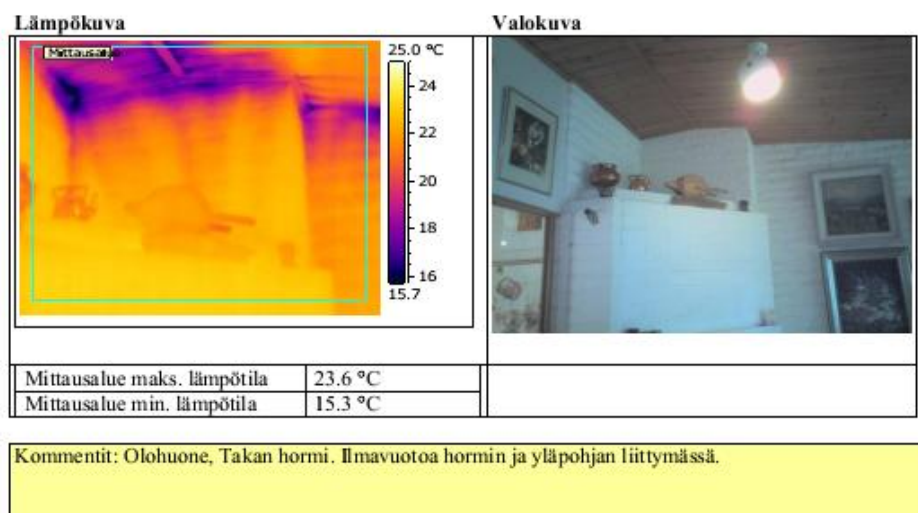 Lämpökuva
Valokuva
Mittausalue
25.0 °C
24
22
20
18
16
15.7
Mittausalue maks. lämpötila 23.6 °C
Mittausalue min. lämpötila 15.3 °C
Kommentit: Olohuone, Takan hormi. Ilmavuotoa hormin ja yläpohjan liittymässä.